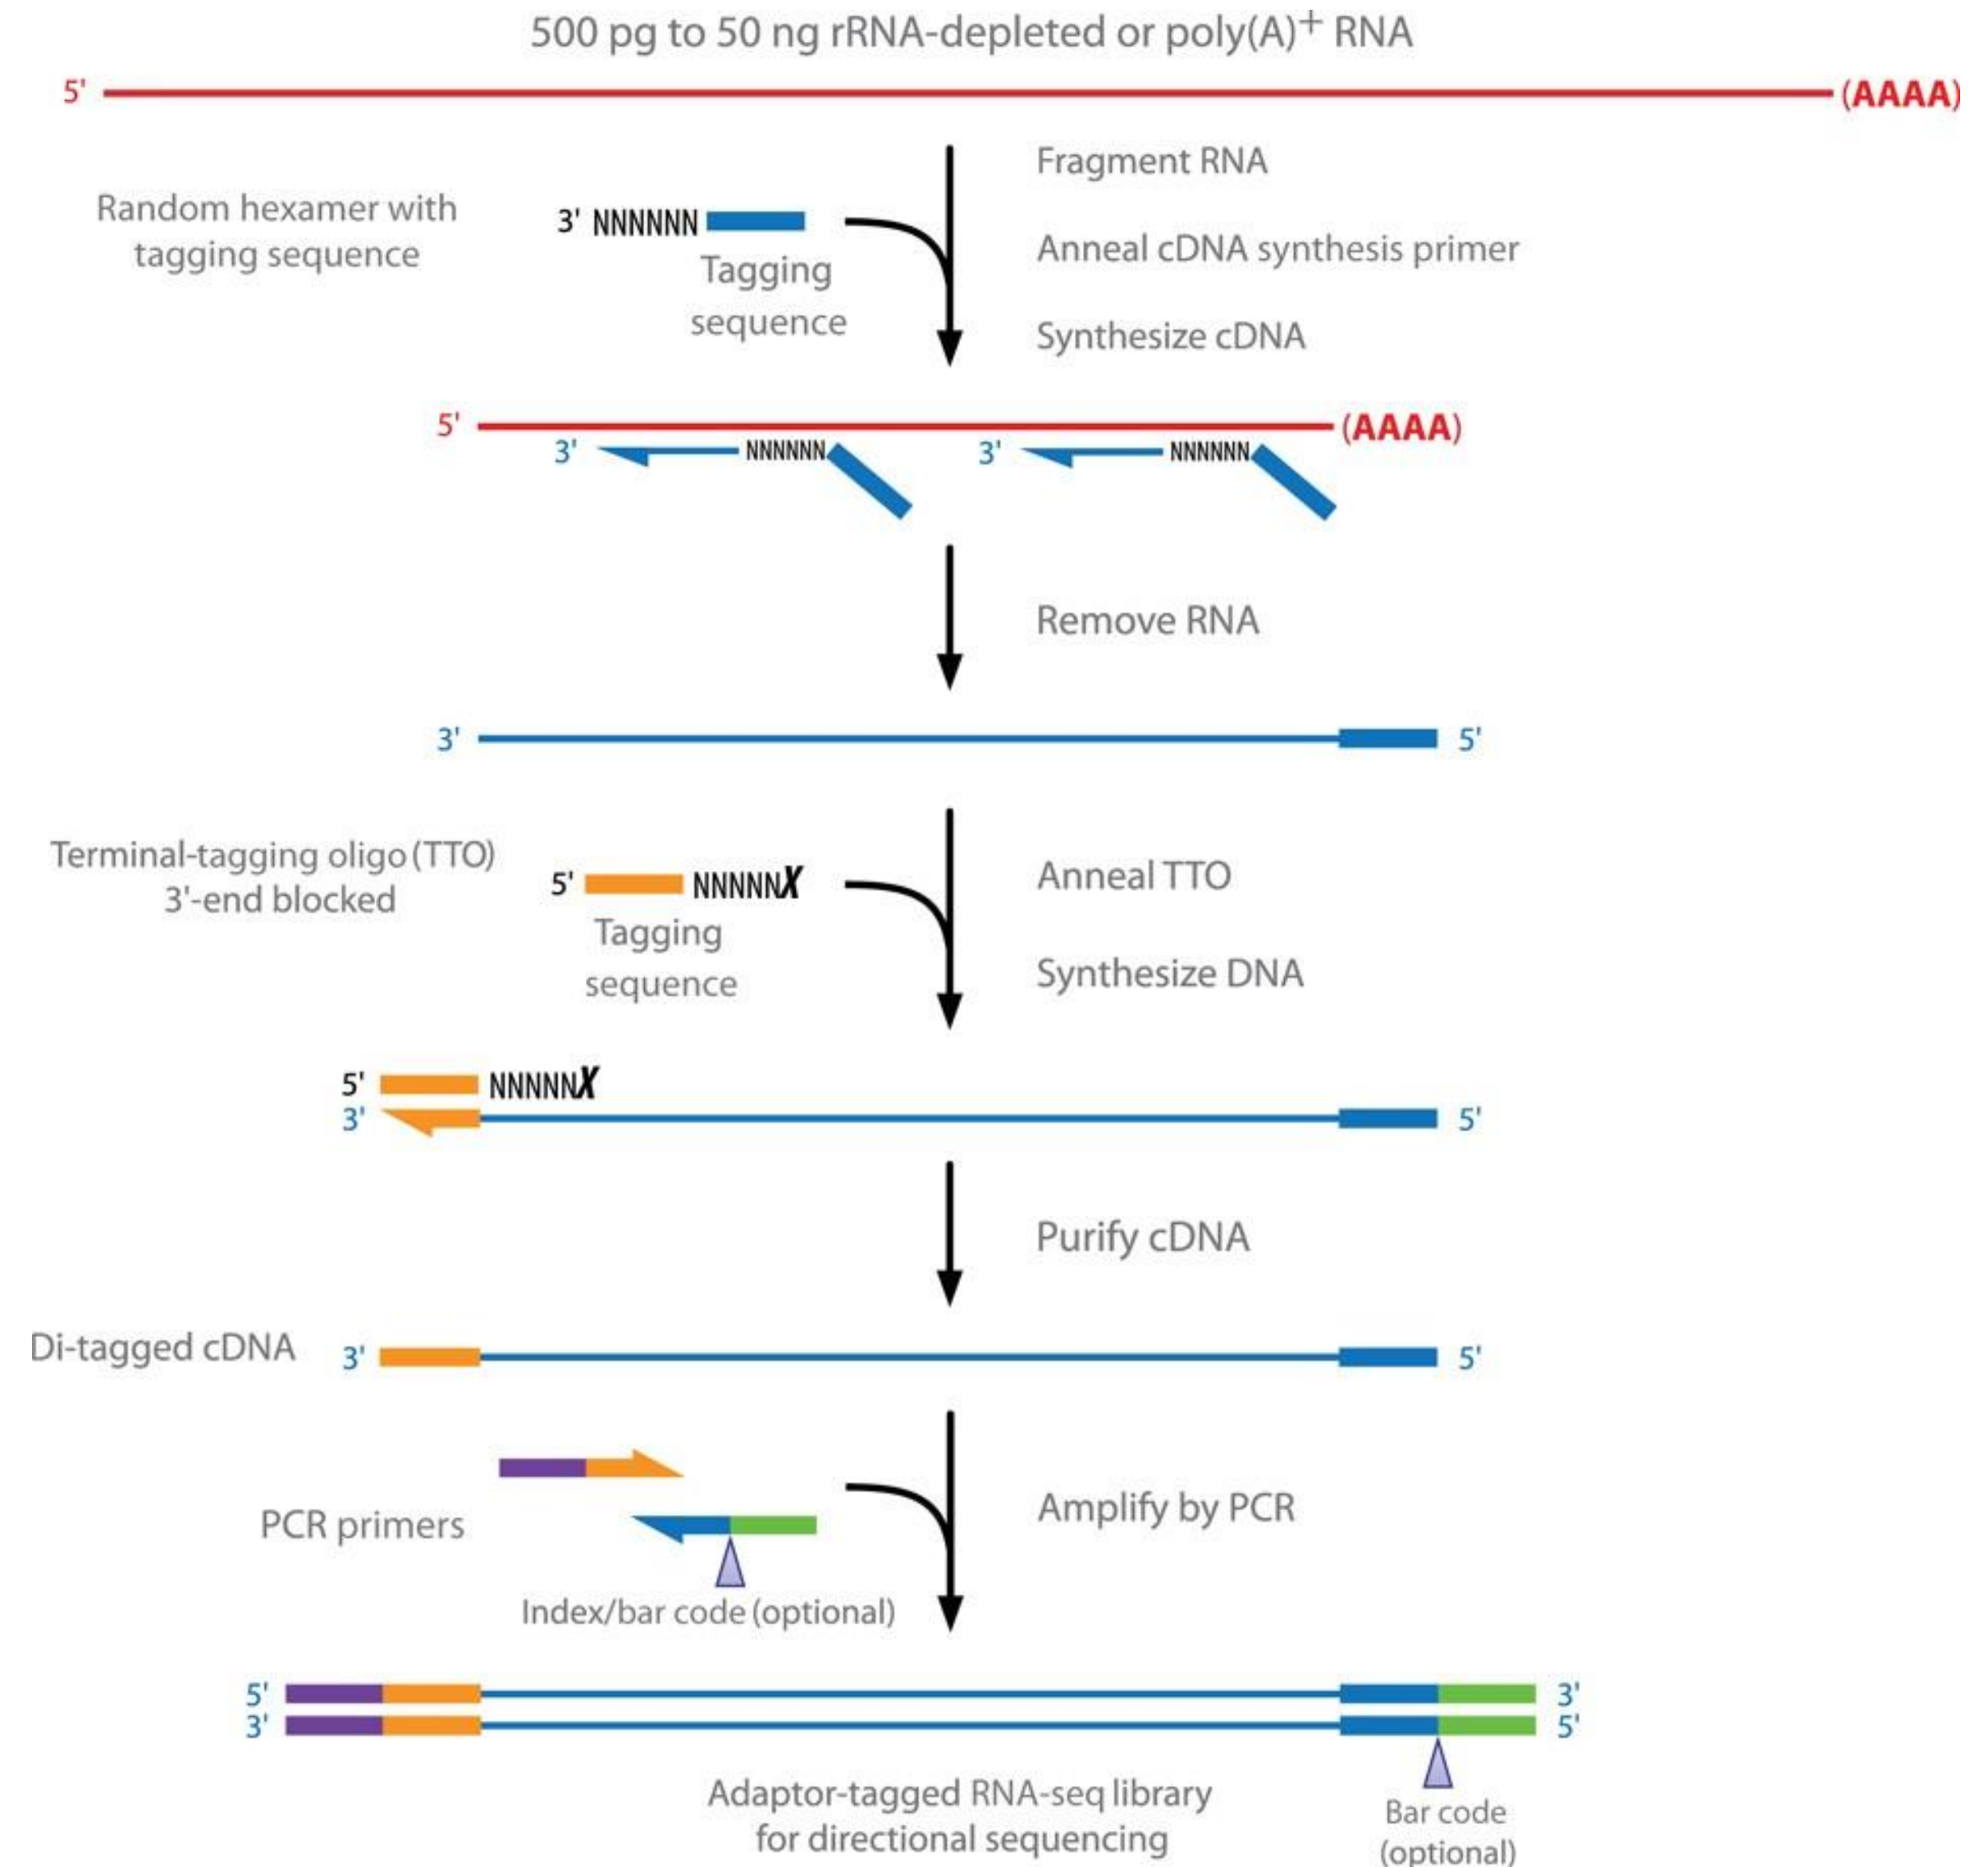 500 pg to 50 ng rRNA-depleted or poly(A)+ RNA
5' (AAAA)
Fragment RNA
Random hexamer with
tagging sequence
3' NNNNNN
Anneal cDNA synthesis primer
Tagging
sequence
Synthesize cDNA
5' (AAAA)
3' NNNNNN 3' NNNNNN
Remove RNA
3' 5'
Terminal-tagging oligo (TTO)
3'-end blocked
5' NNNNNX
Anneal TTO
Tagging
sequence
Synthesize DNA
5' NNNNNX
3' 5'
Purify cDNA
Di-tagged cDNA 3' 5'
PCR primers
Amplify by PCR
Index/bar code (optional)
5' 3'
3' 5'
Adaptor-tagged RNA-seq library
for directional sequencing
Bar code
(optional)